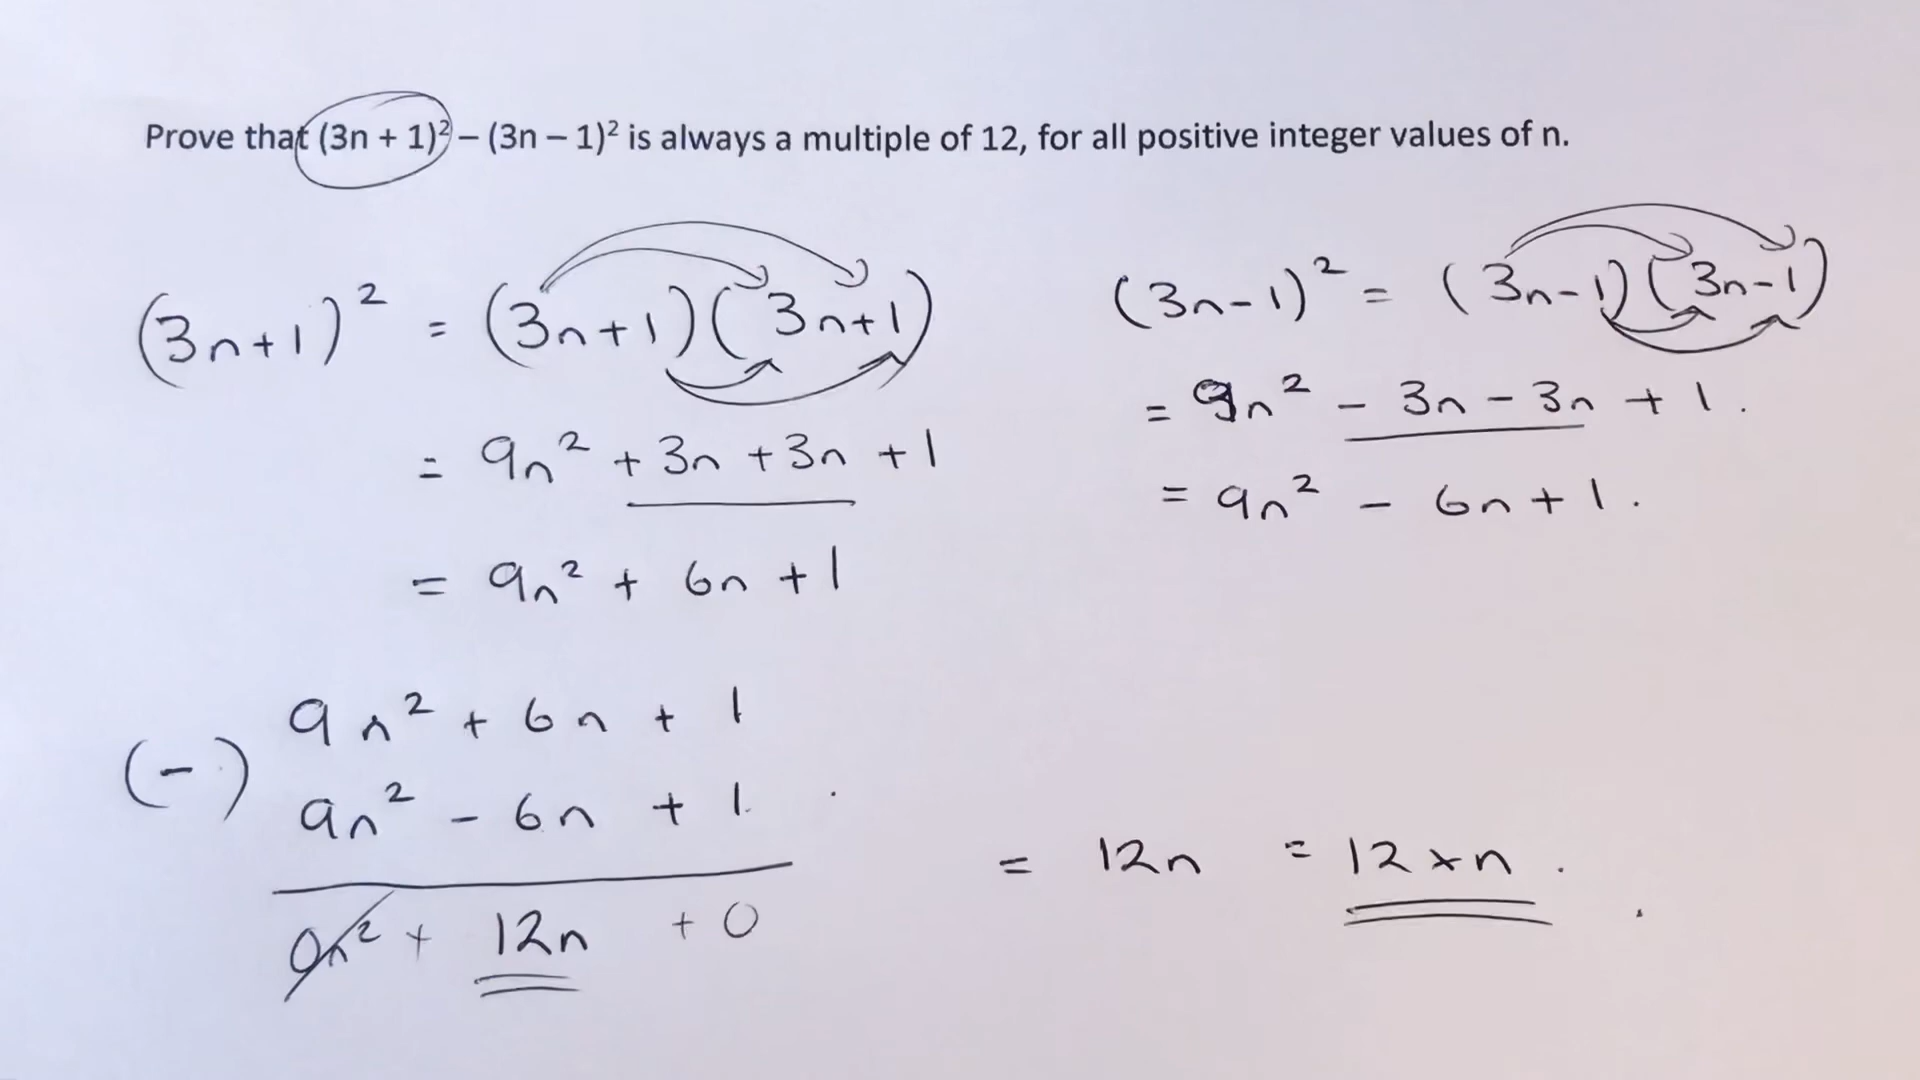 Prove that (3n + 1)² – (3n – 1)² is always a multiple of 12, for all positive integer values of n.
(3n+1)² = (3n+1)(3n+1)
= 9n² + 3n + 3n + 1
= 9n² + 6n + 1
(3n-1)² = (3n-1)(3n-1)
= 9n² - 3n - 3n + 1.
= 9n² - 6n + 1.
(-) 9n² + 6n + 1
9n² - 6n + 1
0n² + 12n + 0
= 12n = 12 × n.